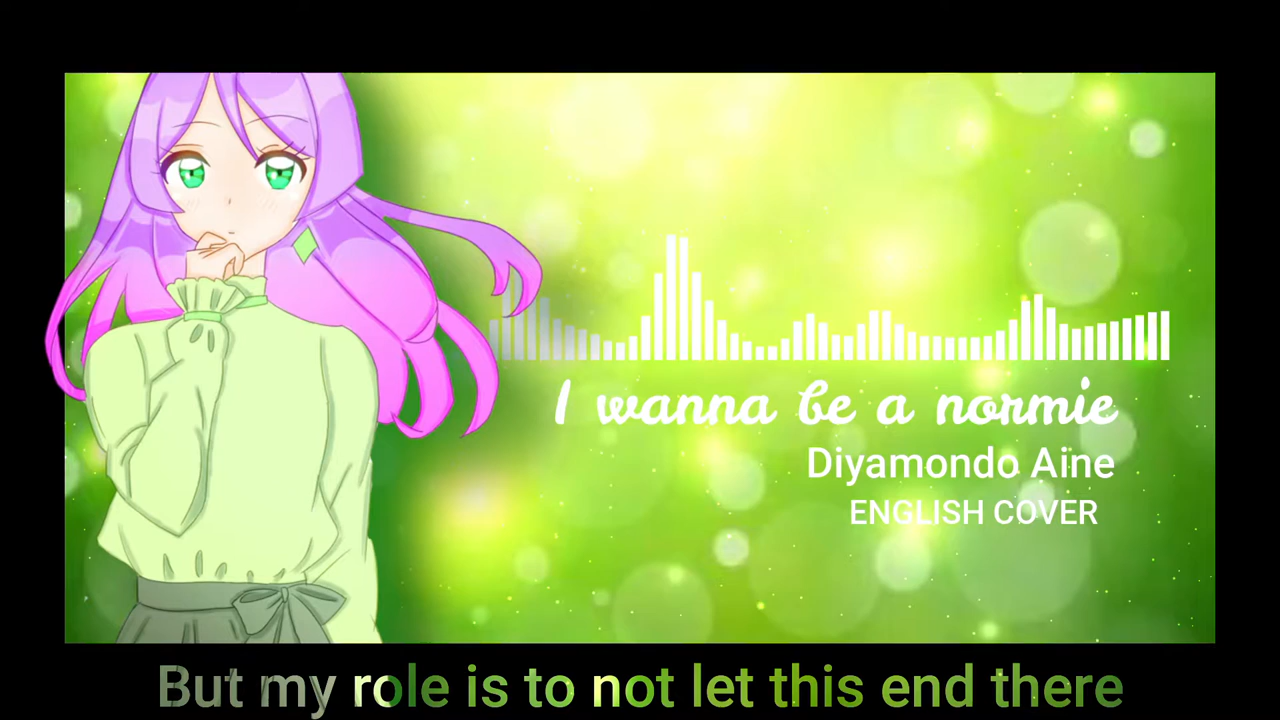 I wanna be a normie
Diyamondo Aine
ENGLISH COVER
But my role is to not let this end there